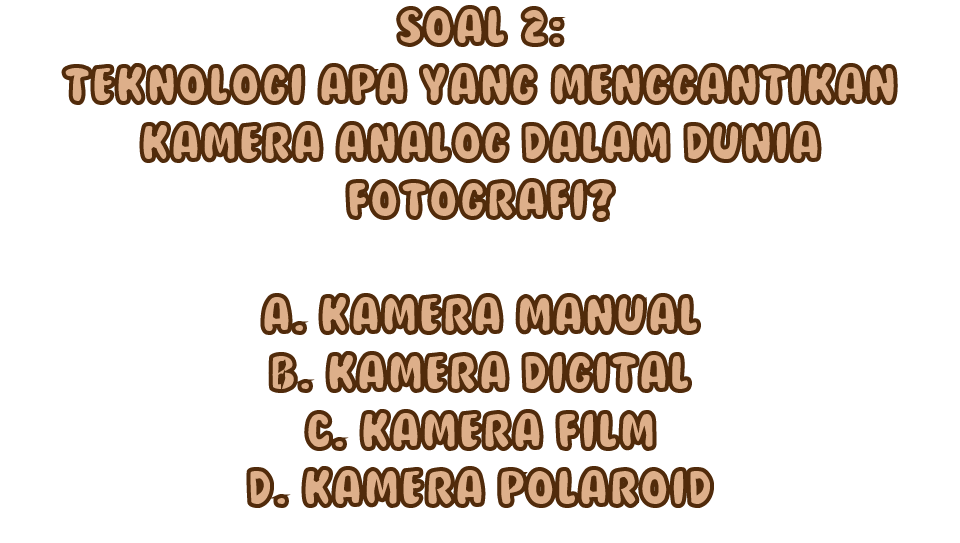 SOAL 2:
TEKNOLOGI APA YANG MENGGANTIKAN
KAMERA ANALOG DALAM DUNIA
FOTOGRAFI?
A. KAMERA MANUAL
B. KAMERA DIGITAL
C. KAMERA FILM
D. KAMERA POLAROID